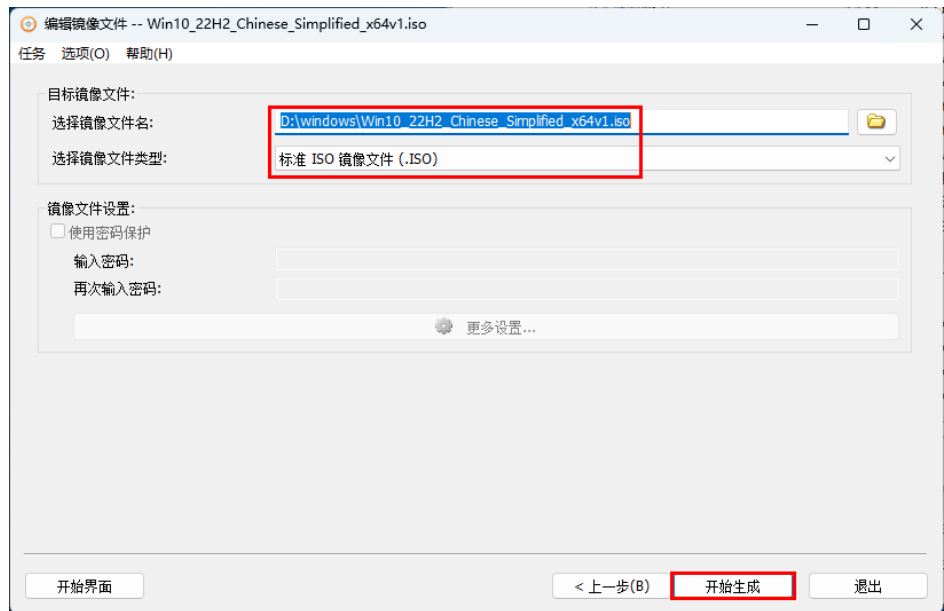 编辑镜像文件 -- Win10_22H2_Chinese_Simplified_x64v1.iso
任务 选项(O) 帮助(H)
目标镜像文件:
选择镜像文件名: D:\windows\Win10_22H2_Chinese_Simplified_x64v1.iso
选择镜像文件类型: 标准 ISO 镜像文件 (.ISO)
镜像文件设置:
使用密码保护
输入密码:
再次输入密码:
更多设置...
开始界面 < 上一步(B) 开始生成 退出